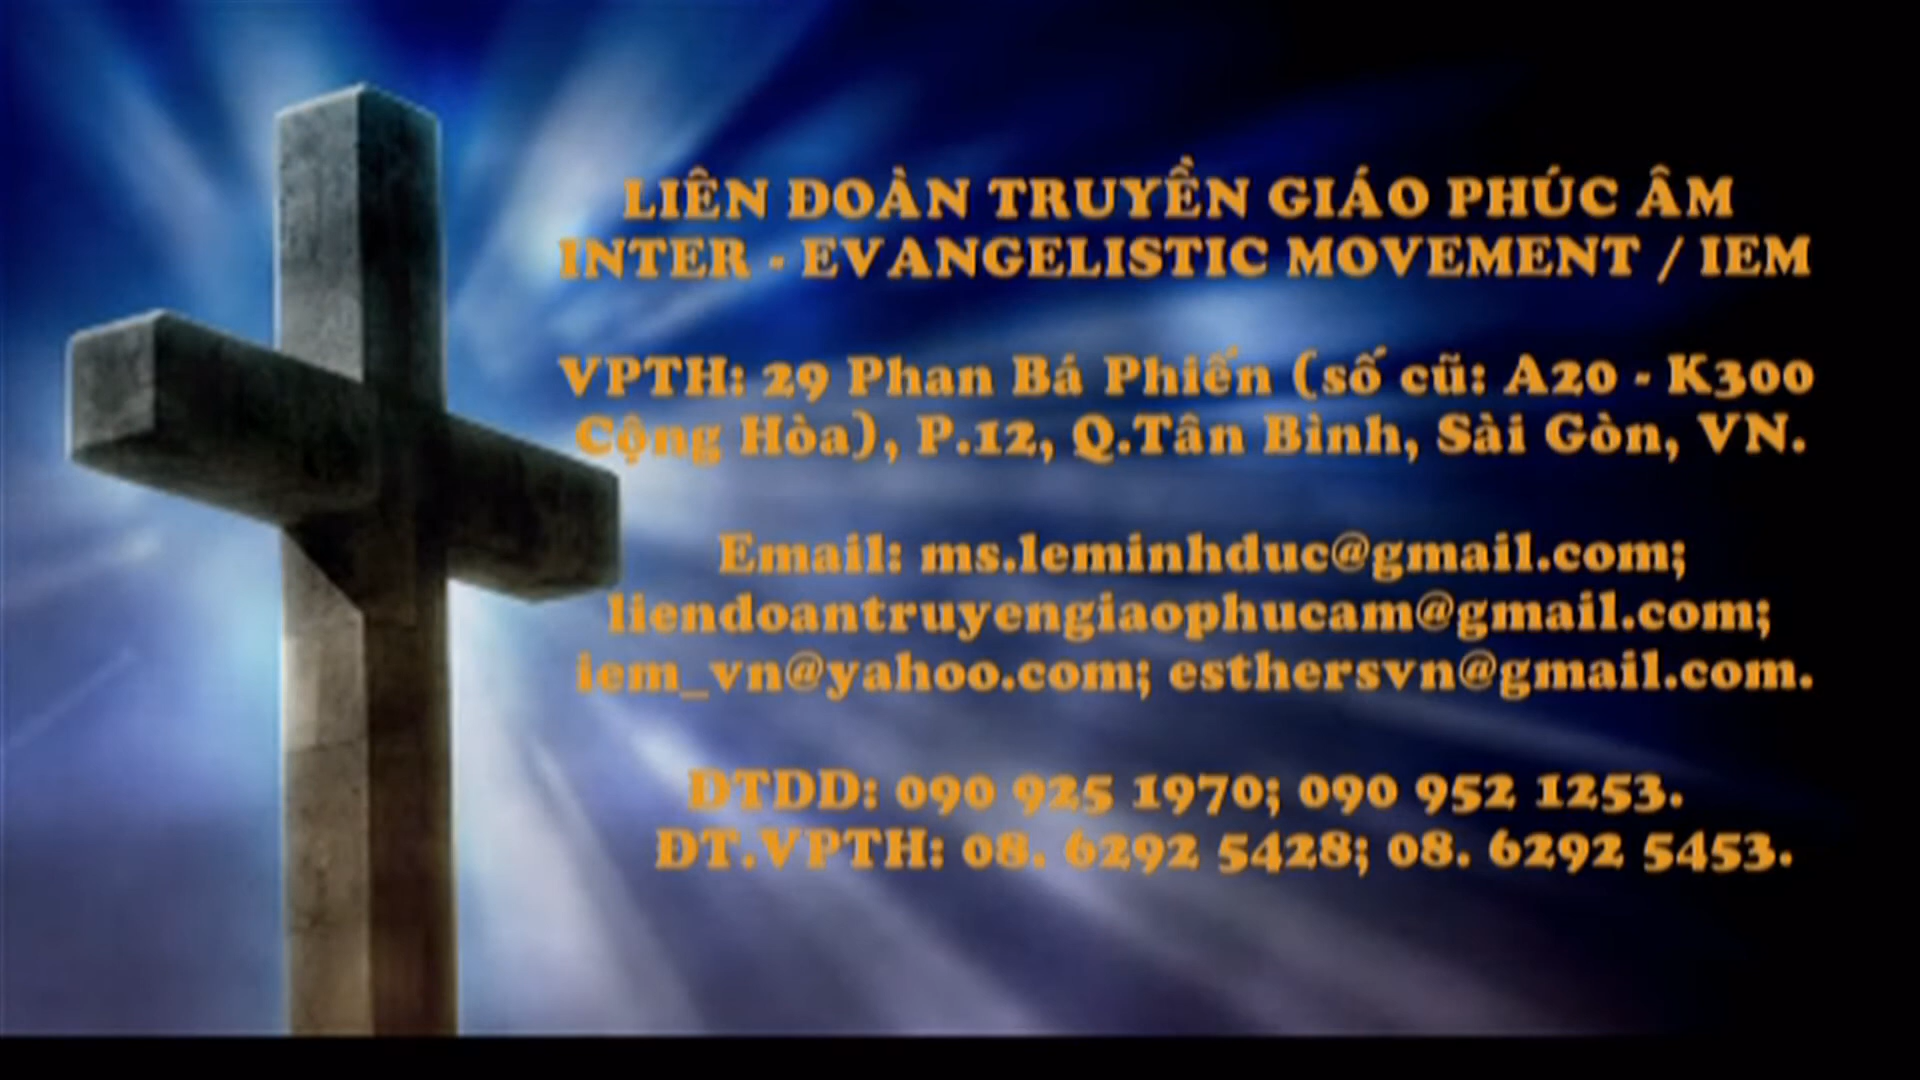 LIÊN ĐOÀN TRUYỀN GIÁO PHÚC ÂM
INTER - EVANGELISTIC MOVEMENT / IEM
VPTH: 29 Phan Bá Phiến (số cũ: A20 - K300
Cộng Hòa), P.12, Q.Tân Bình, Sài Gòn, VN.
Email: ms.leminhduc@gmail.com;
liendoantruyengiaophucam@gmail.com;
iem_vn@yahoo.com; esthersvn@gmail.com.
ĐTDD: 090 925 1970; 090 952 1253.
ĐT.VPTH: 08. 6292 5428; 08. 6292 5453.